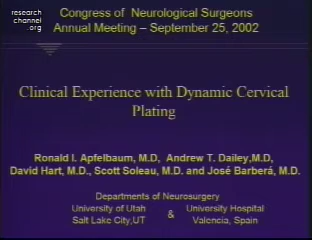 research
channel
.org
Congress of Neurological Surgeons
Annual Meeting – September 25, 2002
Clinical Experience with Dynamic Cervical
Plating
Ronald I. Apfelbaum, M.D, Andrew T. Dailey,M.D,
David Hart, M.D., Scott Soleau, M.D. and José Barberá, M.D.
Departments of Neurosurgery
University of Utah & University Hospital
Salt Lake City,UT Valencia, Spain